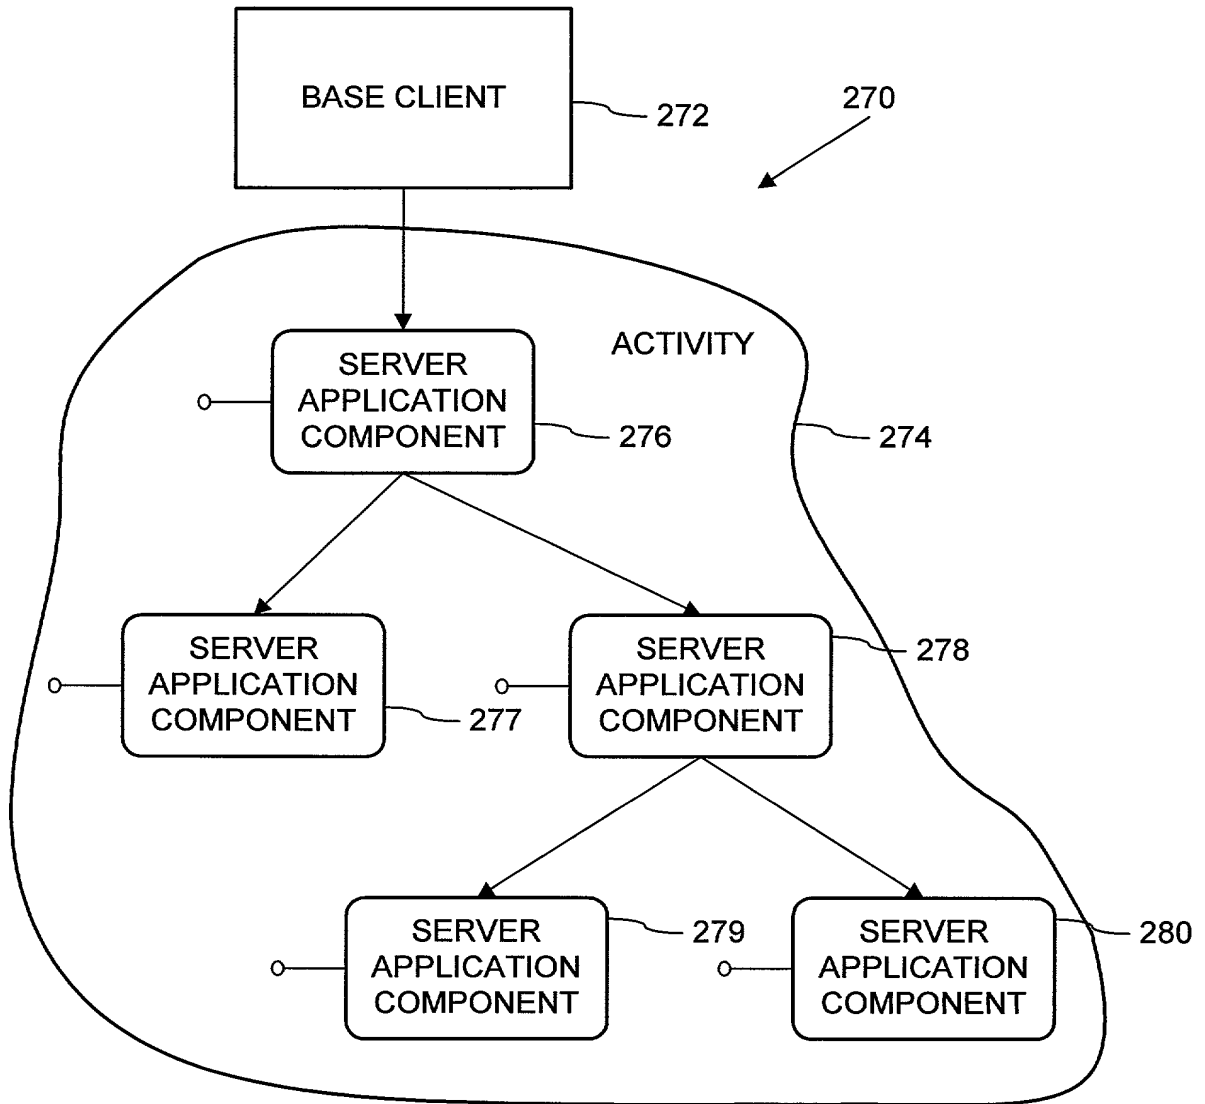 BASE CLIENT
272
270
ACTIVITY
SERVER
APPLICATION
COMPONENT
276
274
SERVER
APPLICATION
COMPONENT
277
SERVER
APPLICATION
COMPONENT
278
SERVER
APPLICATION
COMPONENT
279
SERVER
APPLICATION
COMPONENT
280